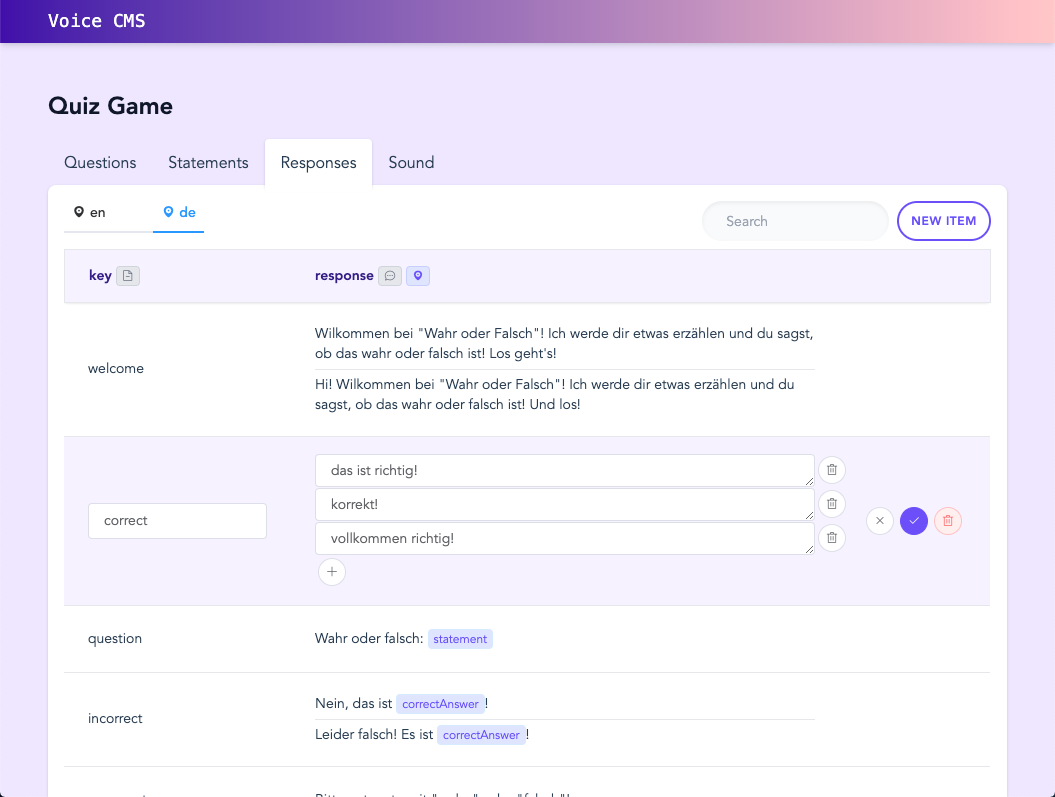 Voice CMS
Quiz Game
Questions Statements Responses Sound
en de Search NEW ITEM
key response
welcome
Wilkommen bei "Wahr oder Falsch"! Ich werde dir etwas erzählen und du sagst,
ob das wahr oder falsch ist! Los geht's!
Hi! Wilkommen bei "Wahr oder Falsch"! Ich werde dir etwas erzählen und du
sagst, ob das wahr oder falsch ist! Und los!
correct
das ist richtig!
korrekt!
vollkommen richtig!
question Wahr oder falsch: statement
incorrect
Nein, das ist correctAnswer!
Leider falsch! Es ist correctAnswer!